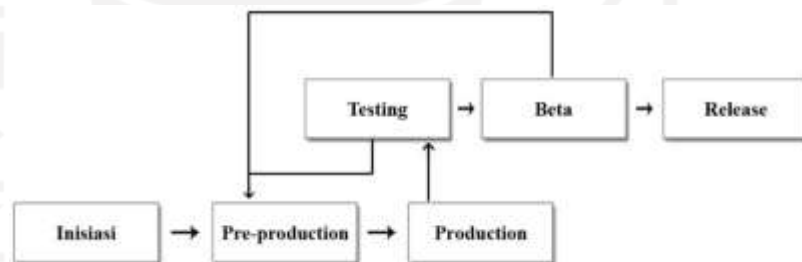 Testing
Beta
Release
Inisiasi
Pre-production
Production